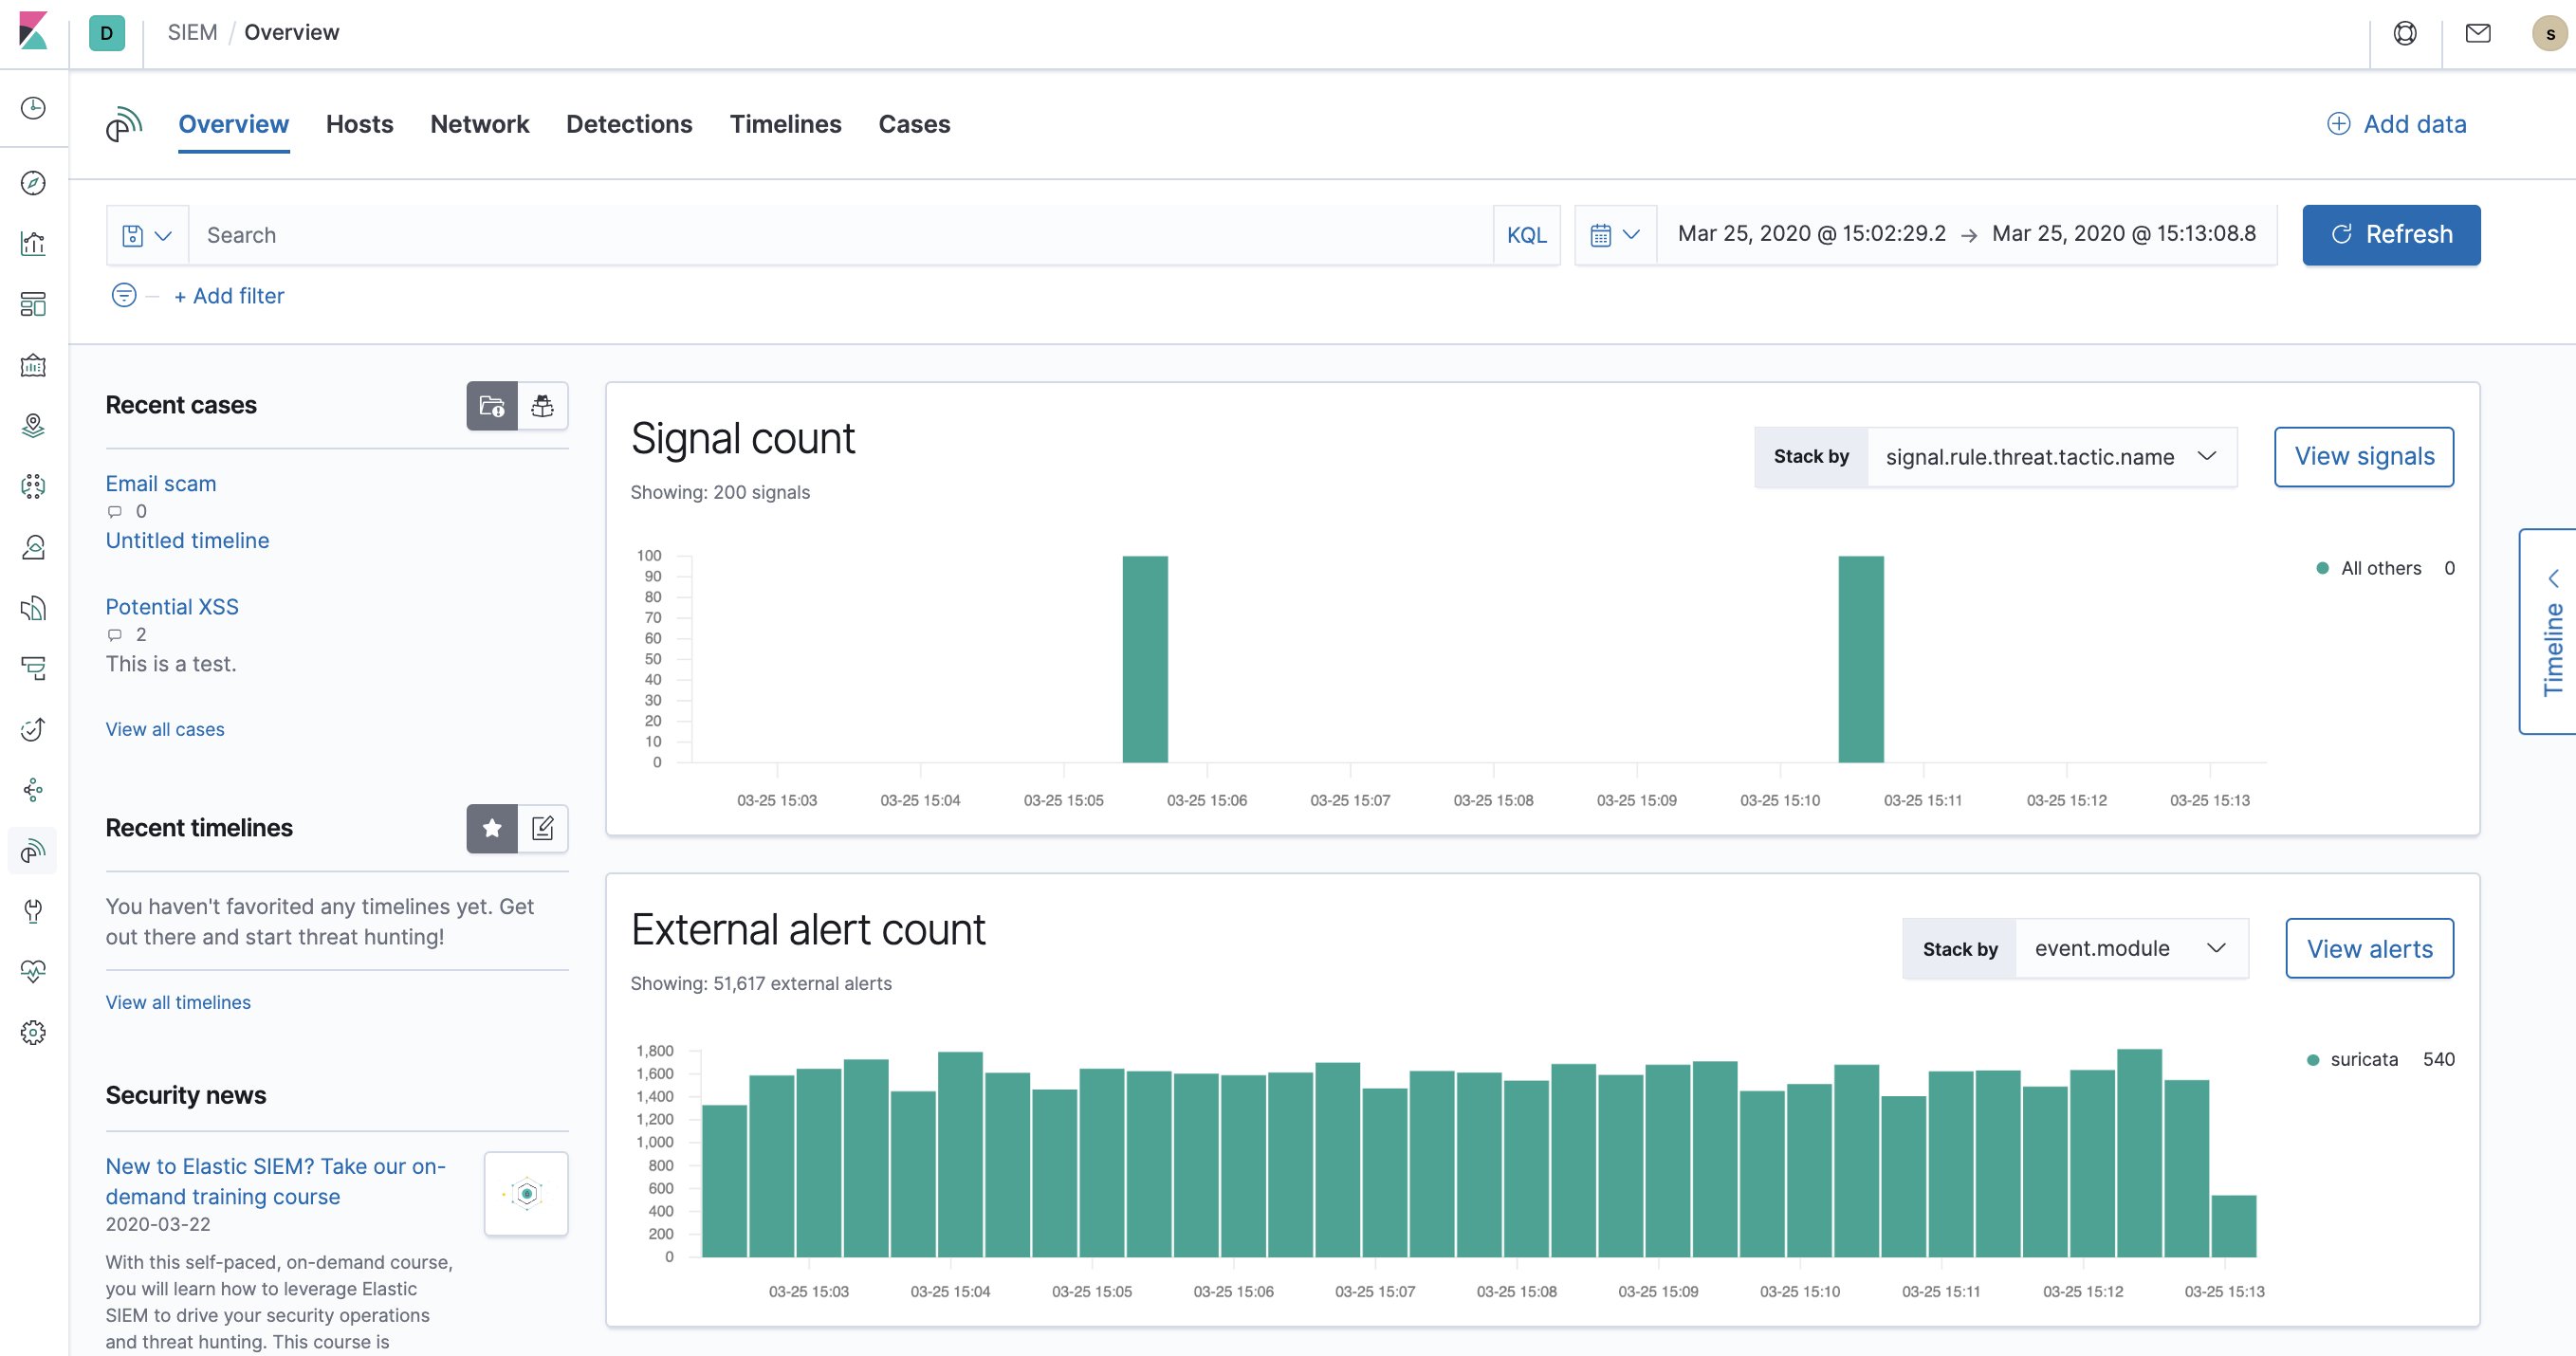 D SIEM / Overview s
Overview Hosts Network Detections Timelines Cases Add data
Search KQL Mar 25, 2020 @ 15:02:29.2 → Mar 25, 2020 @ 15:13:08.8 Refresh
+ Add filter
Recent cases
Email scam
0
Untitled timeline
Potential XSS
2
This is a test.
View all cases
Recent timelines
You haven't favorited any timelines yet. Get
out there and start threat hunting!
View all timelines
Security news
New to Elastic SIEM? Take our on-
demand training course
2020-03-22
With this self-paced, on-demand course,
you will learn how to leverage Elastic
SIEM to drive your security operations
and threat hunting. This course is
Signal count
Stack by signal.rule.threat.tactic.name View signals
Showing: 200 signals
100
90
80
70
60
50
40
30
20
10
0
03-25 15:03 03-25 15:04 03-25 15:05 03-25 15:06 03-25 15:07 03-25 15:08 03-25 15:09 03-25 15:10 03-25 15:11 03-25 15:12 03-25 15:13
All others 0
External alert count
Stack by event.module View alerts
Showing: 51,617 external alerts
1,800
1,600
1,400
1,200
1,000
800
600
400
200
0
03-25 15:03 03-25 15:04 03-25 15:05 03-25 15:06 03-25 15:07 03-25 15:08 03-25 15:09 03-25 15:10 03-25 15:11 03-25 15:12 03-25 15:13
suricata 540
Timeline